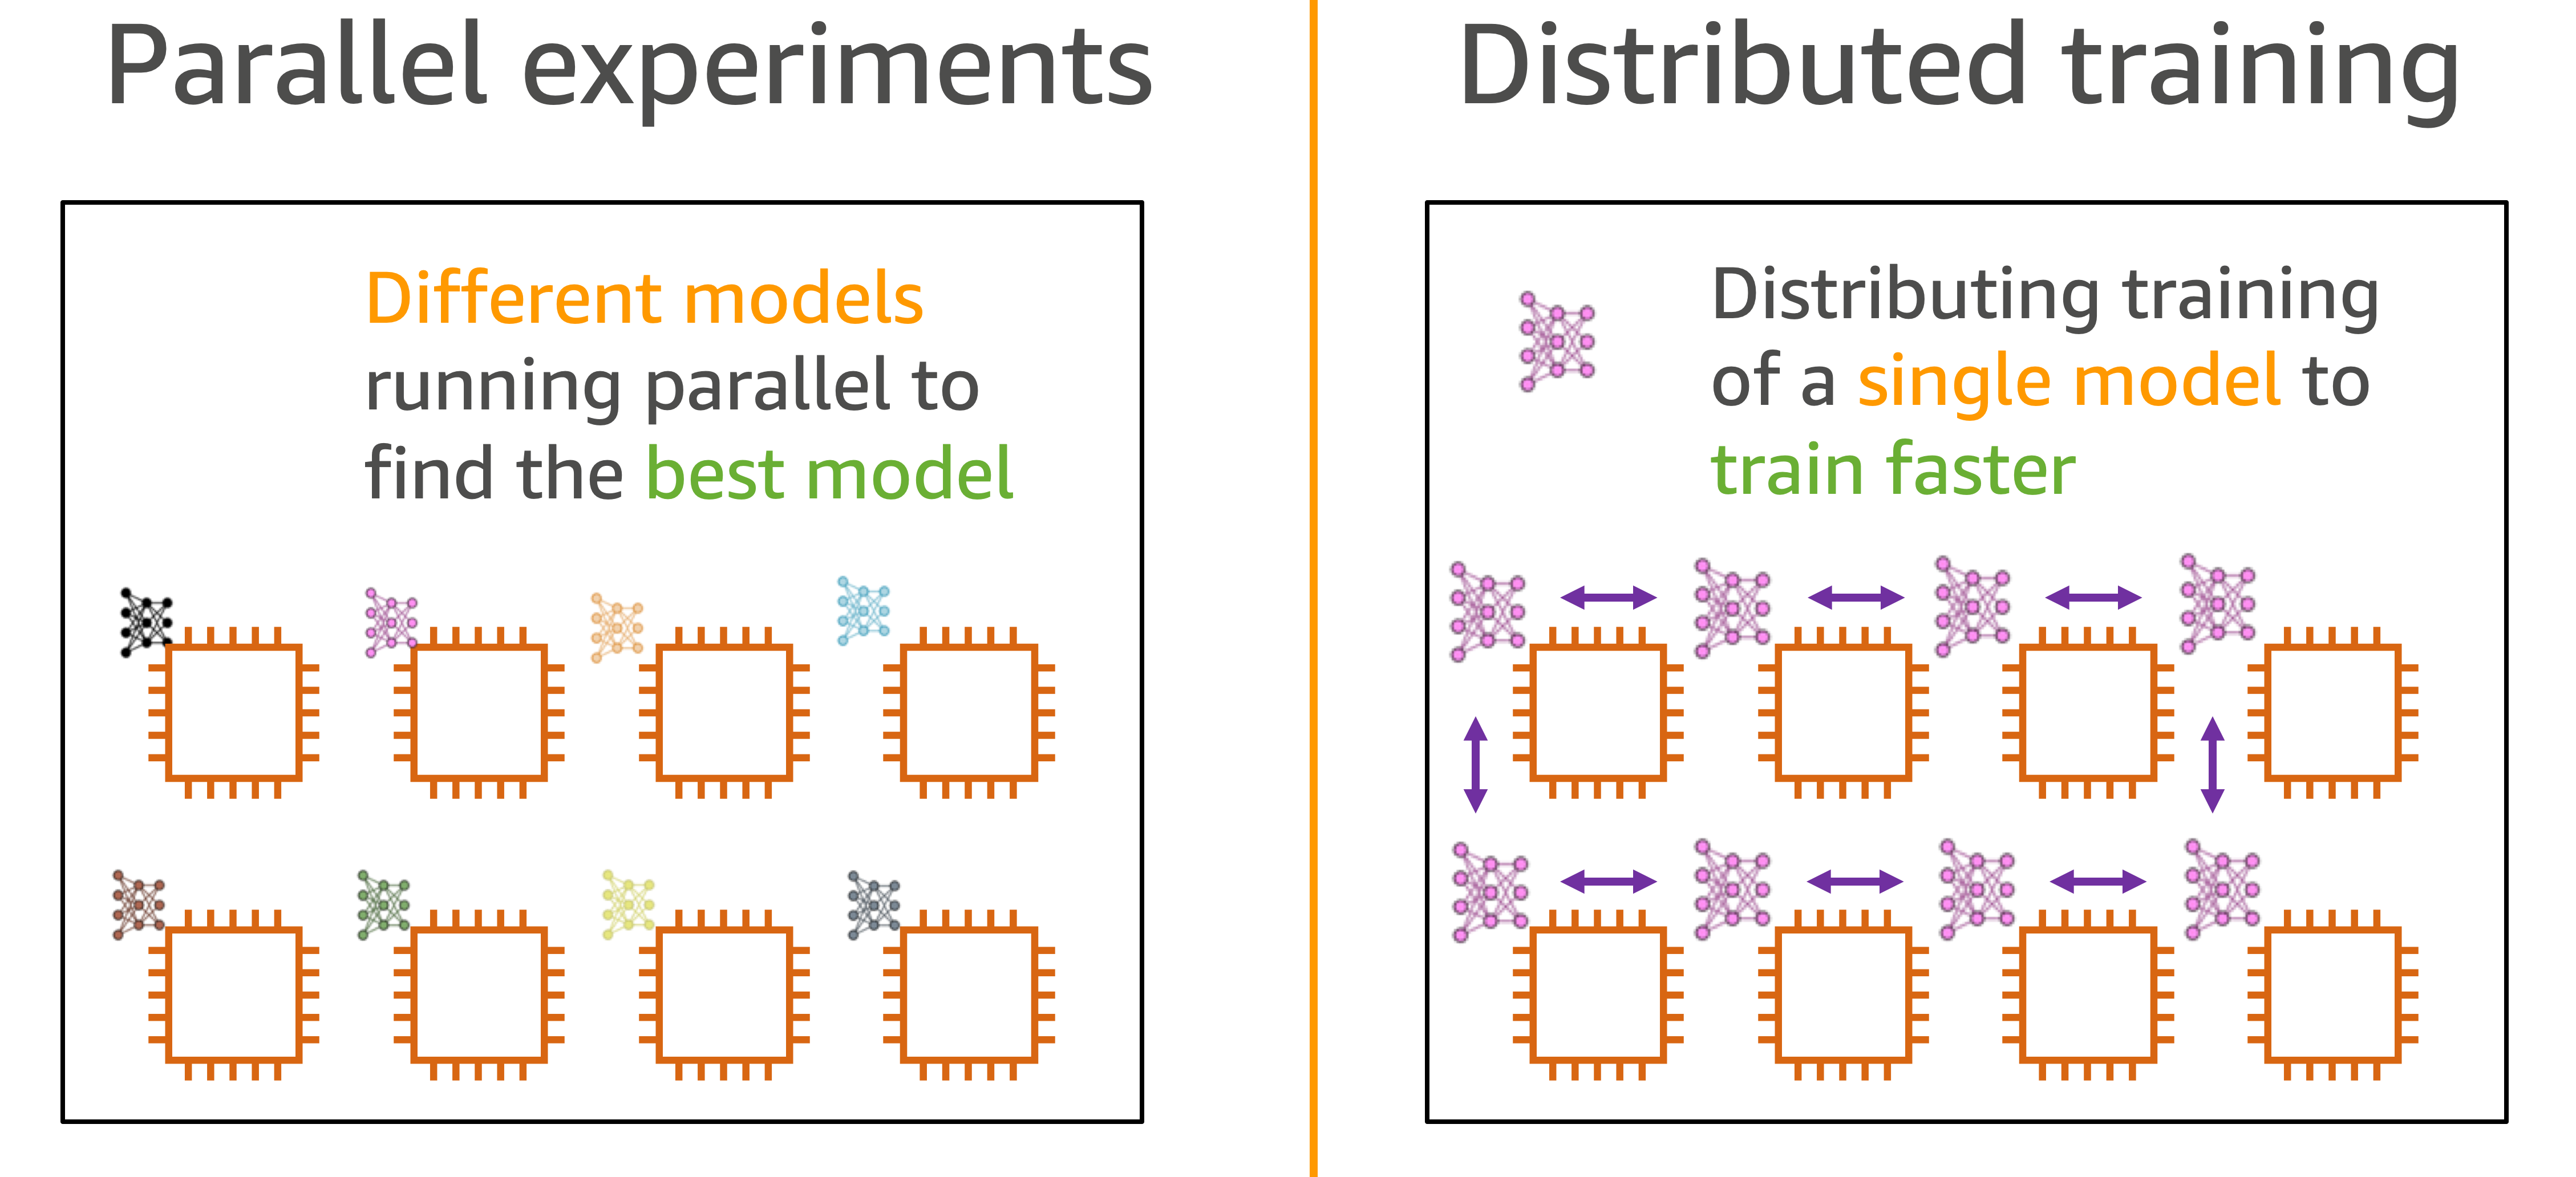 Parallel experiments
Different models
running parallel to
find the best model
Distributed training
Distributing training
of a single model to
train faster